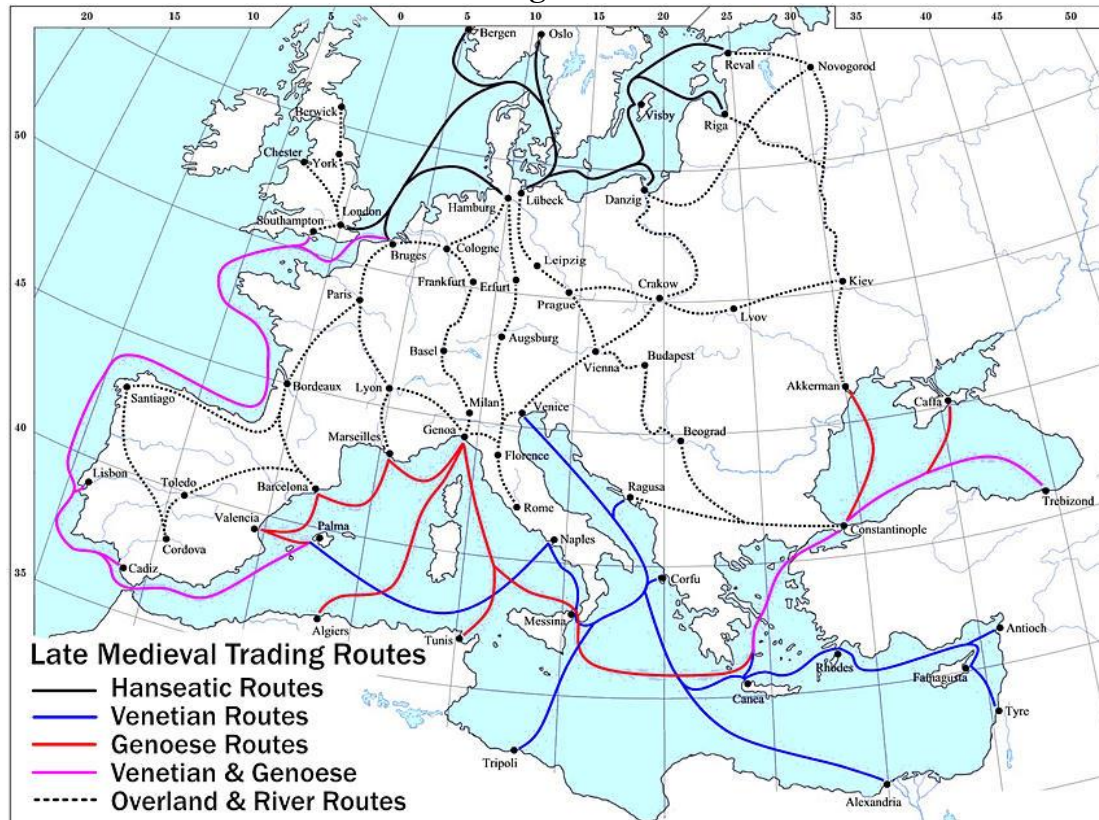 20 15 10 5 0 5 10 15 20 25 30 35 40 45 50
Bergen
Oslo
Reval
Novogorod
Berwick
Visby
Riga
50
Chester
York
Southampton
London
Hamburg
Lübeck
Danzig
Bruges
Cologne
Leipzig
45
Paris
Frankfurt
Erfurt
Prague
Crakow
Kiev
Lvov
Basel
Augsburg
Vienna
Budapest
Santiago
Bordeaux
Lyon
Milan
Venice
Akkerman
Caffa
40
Marseilles
Genoa
Beograd
Florence
Lisbon
Toledo
Barcelona
Ragusa
Trebizond
Valencia
Palma
Rome
Constantinople
Cordova
Naples
35
Cadiz
Corfu
Algiers
Tunis
Messina
Antioch
Rhodes
Famagusta
Canea
Tyre
Tripoli
Alexandria
Late Medieval Trading Routes
Hanseatic Routes
Venetian Routes
Genoese Routes
Venetian & Genoese
Overland & River Routes